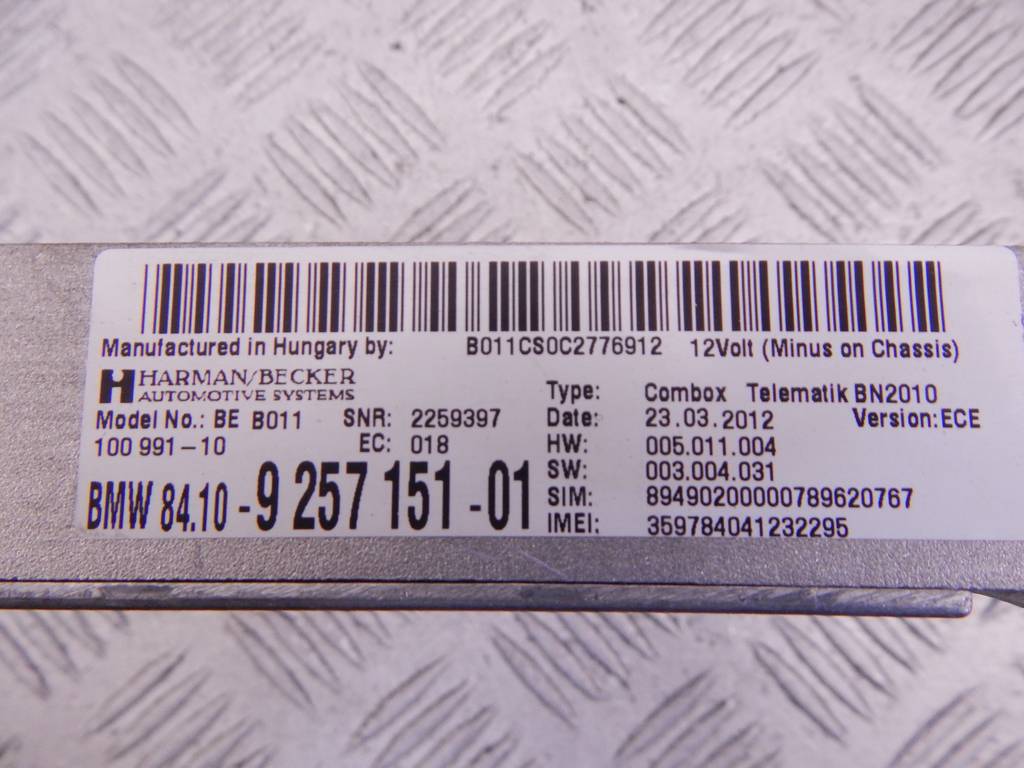 Manufactured in Hungary by: B011CS0C2776912 12Volt (Minus on Chassis)
HARMAN/BECKER
AUTOMOTIVE SYSTEMS
Type: Combox Telematik BN2010
Model No.: BE B011 SNR: 2259397 Date: 23.03.2012 Version: ECE
100 991-10 EC: 018 HW: 005.011.004
SW: 003.004.031
BMW 84.10 -9 257 151 -01 SIM: 89490200000789620767
IMEI: 359784041232295